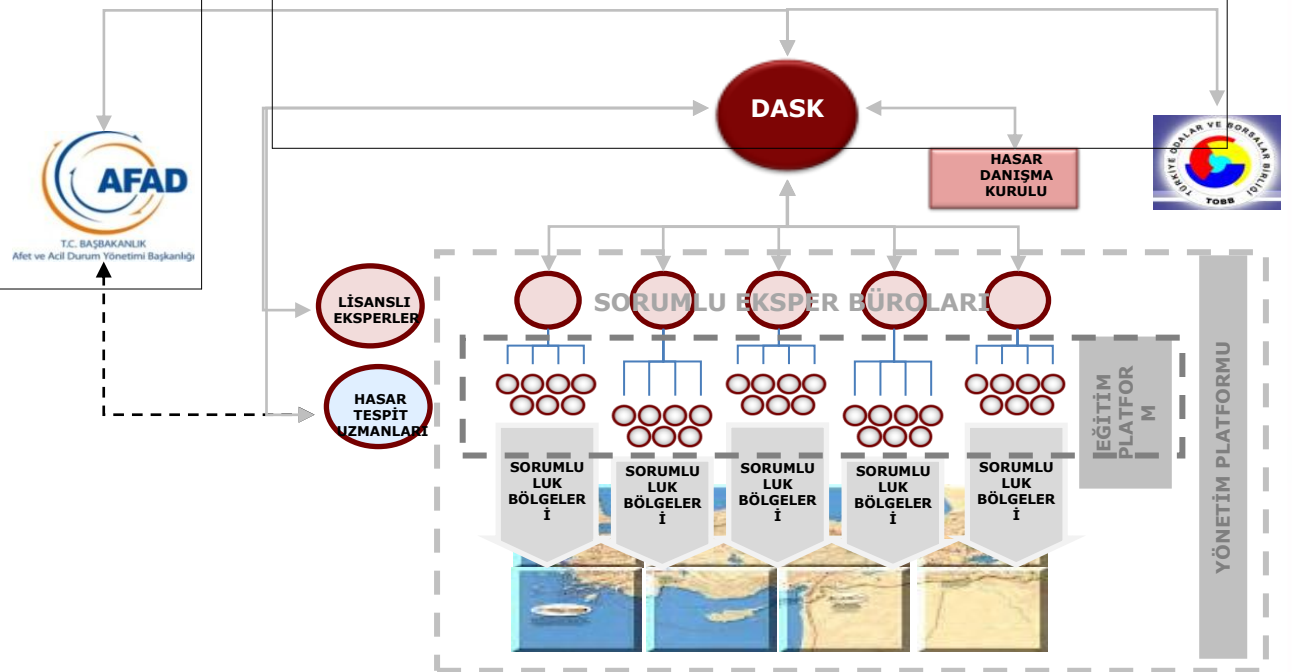 DASK
HASAR
DANIŞMA
KURULU
TÜRKİYE ODALAR VE BORSALAR BİRLİĞİ
TOBB
AFAD
T.C. BAŞBAKANLIK
Afet ve Acil Durum Yönetimi Başkanlığı
LİSANSLI
EKSPERLER
HASAR
TESPİT
UZMANLARI
SORUMLU EKSPER BÜROLARI
EĞİTİM
PLATFOR
M
YÖNETİM PLATFORMU
SORUMLU
LUK
BÖLGELER
İ
SORUMLU
LUK
BÖLGELER
İ
SORUMLU
LUK
BÖLGELER
İ
SORUMLU
LUK
BÖLGELER
İ
SORUMLU
LUK
BÖLGELER
İ